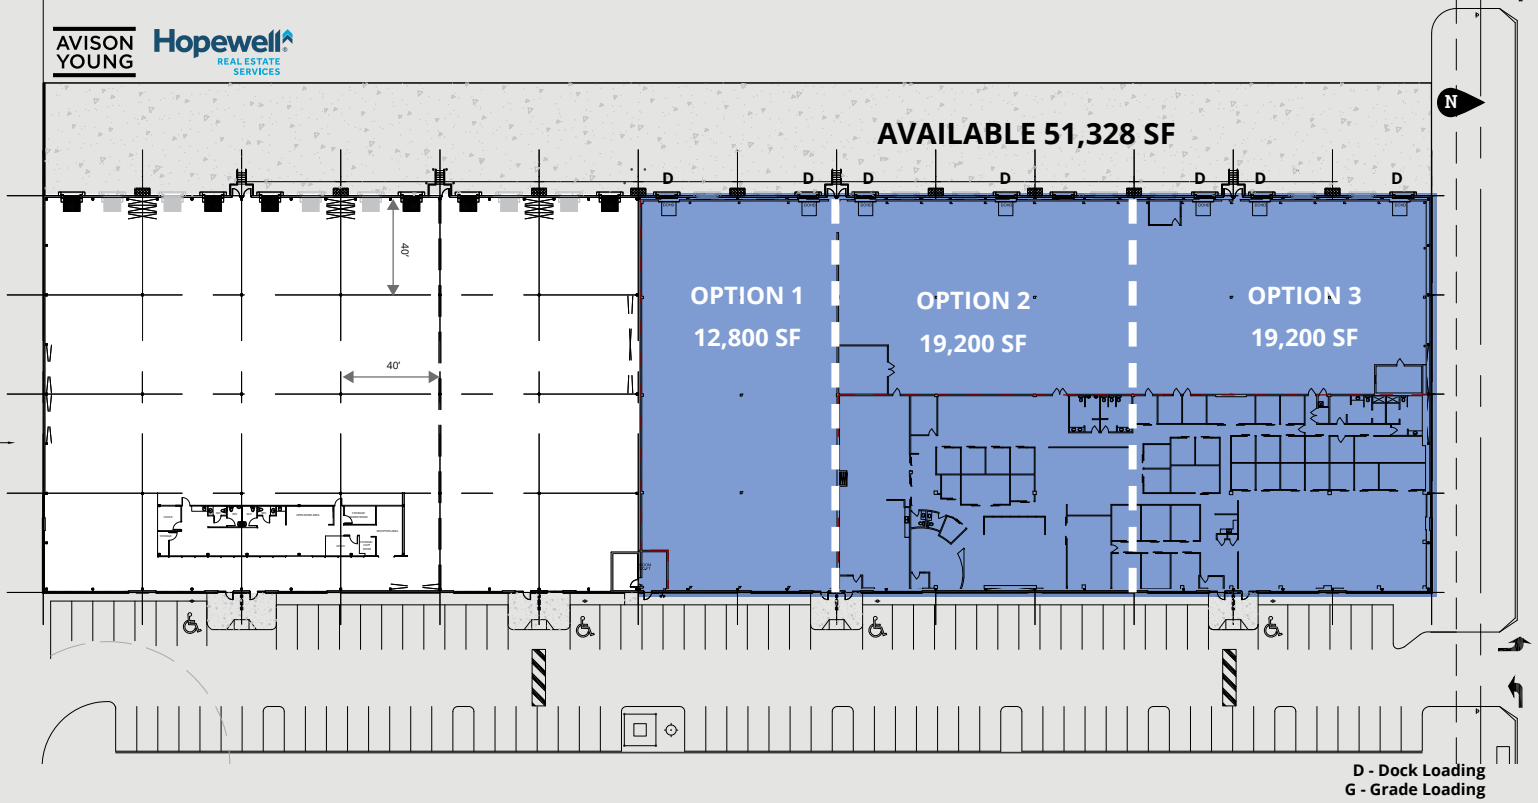 AVISON
YOUNG
Hopewell
REAL ESTATE
SERVICES
N
AVAILABLE 51,328 SF
D D D D D D D
40'
OPTION 1
12,800 SF
OPTION 2
19,200 SF
OPTION 3
19,200 SF
40'
D - Dock Loading
G - Grade Loading